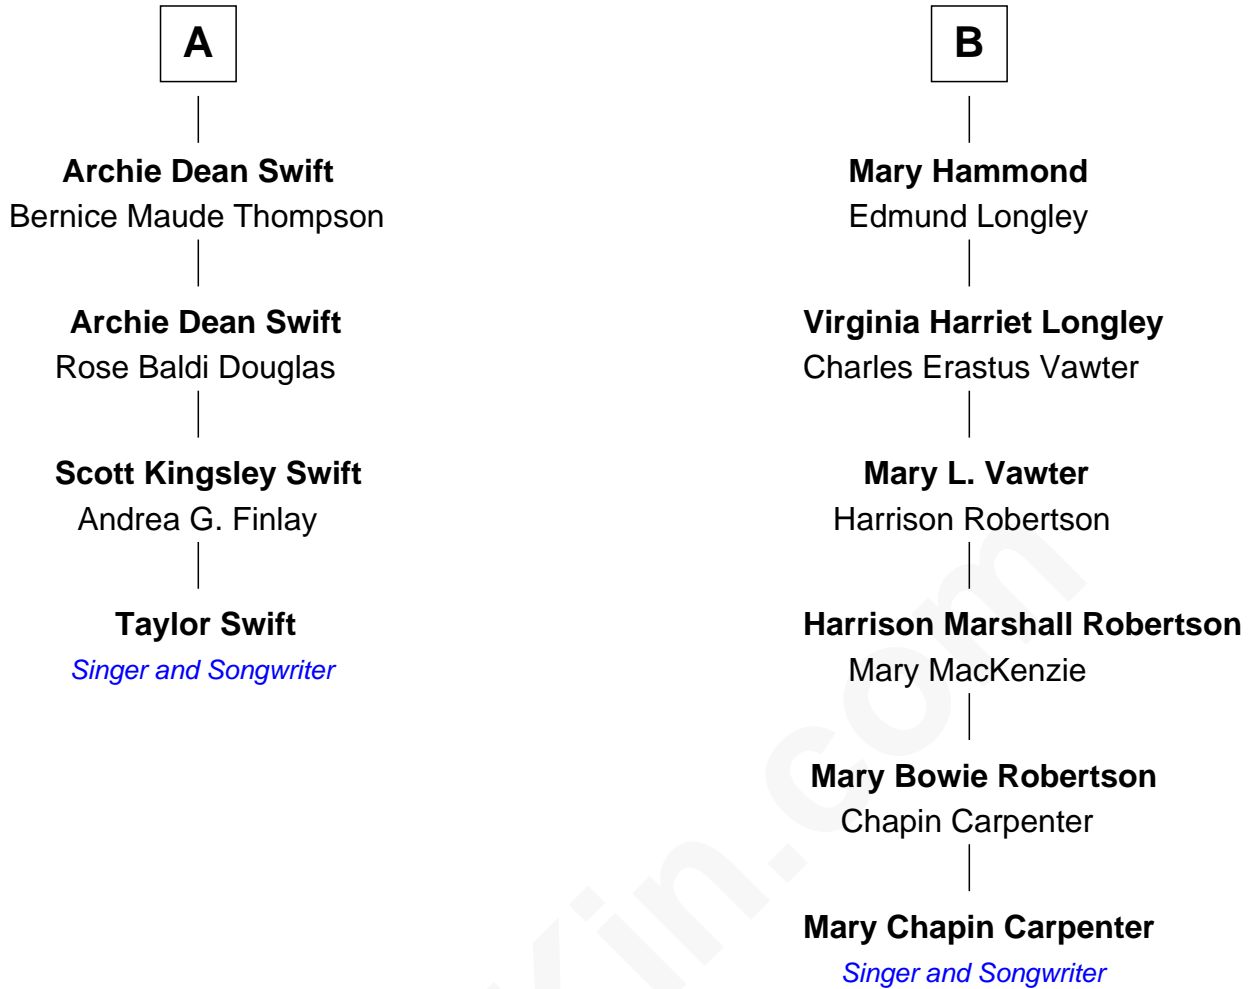 A
Archie Dean Swift
Bernice Maude Thompson
Archie Dean Swift
Rose Baldi Douglas
Scott Kingsley Swift
Andrea G. Finlay
Taylor Swift
Singer and Songwriter
B
Mary Hammond
Edmund Longley
Virginia Harriet Longley
Charles Erastus Vawter
Mary L. Vawter
Harrison Robertson
Harrison Marshall Robertson
Mary MacKenzie
Mary Bowie Robertson
Chapin Carpenter
Mary Chapin Carpenter
Singer and Songwriter
Kin.com